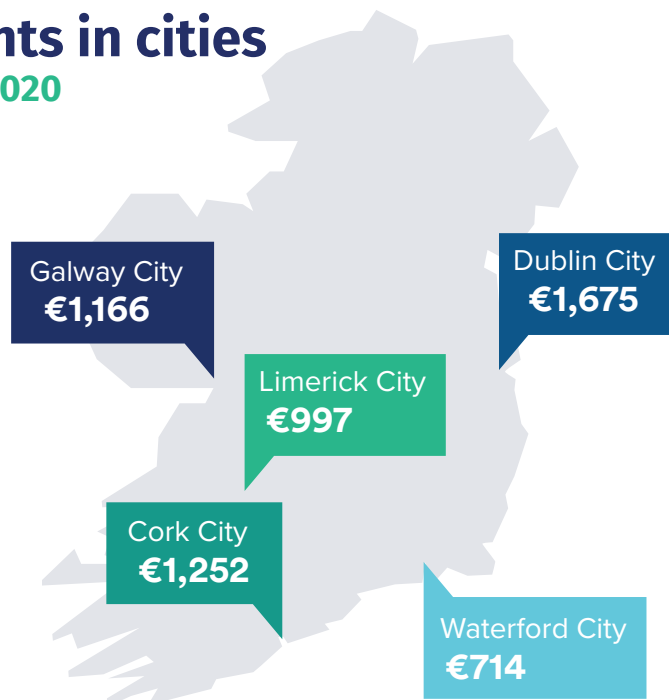 nts in cities
020
Galway City
€1,166
Dublin City
€1,675
Limerick City
€997
Cork City
€1,252
Waterford City
€714